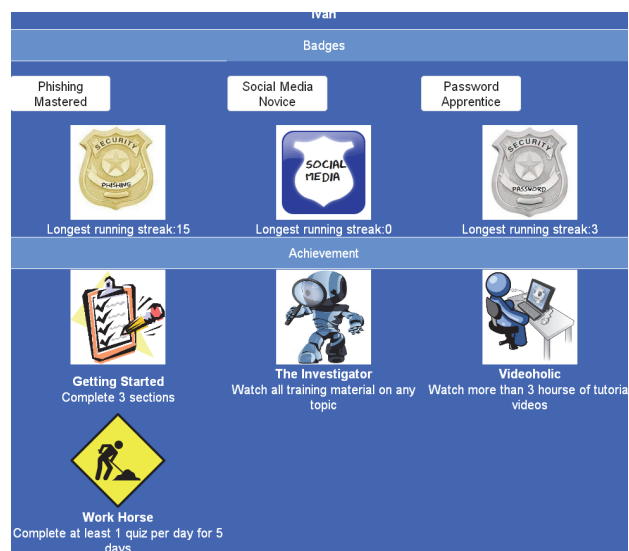 Ivan
Badges
Phishing
Mastered
Social Media
Novice
Password
Apprentice
SECURITY
PHISHING
SOCIAL
MEDIA
SECURITY
PASSWORD
Longest running streak:15
Longest running streak:0
Longest running streak:3
Achievement
Getting Started
Complete 3 sections
The Investigator
Watch all training material on any
topic
Videoholic
Watch more than 3 hourse of tutoria
videos
Work Horse
Complete at least 1 quiz per day for 5
days